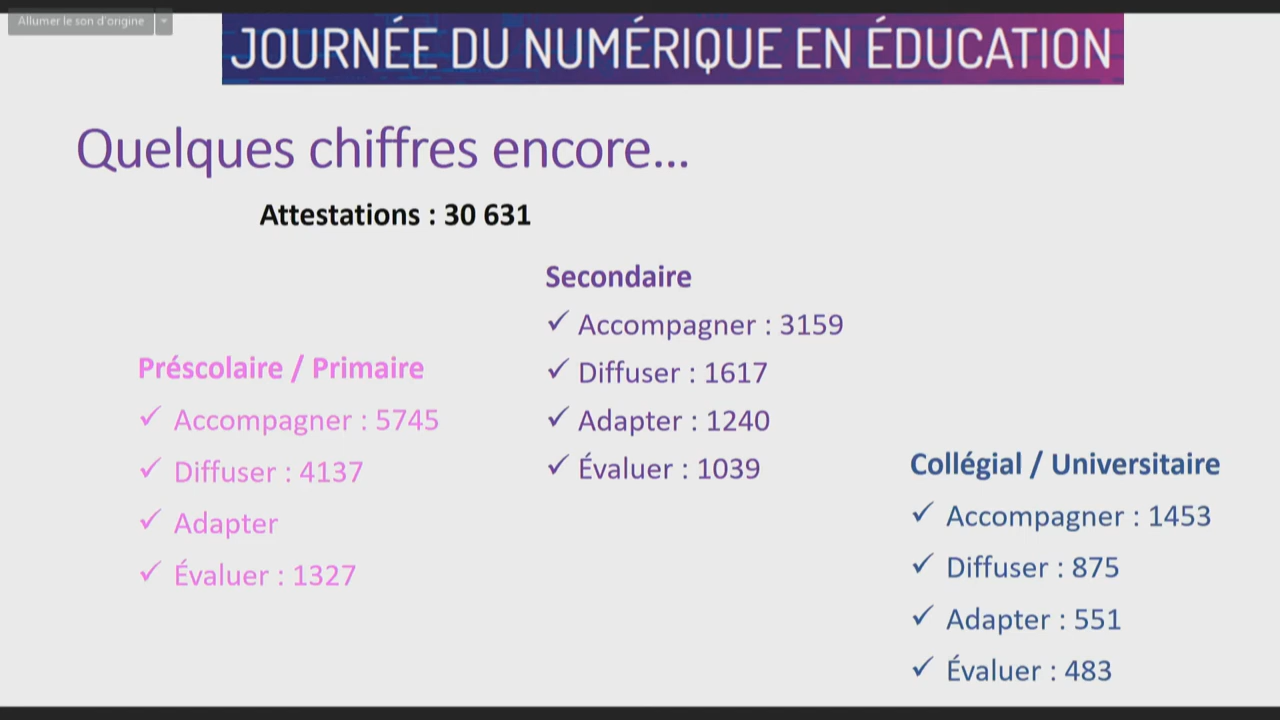 Allumer le son d'origine
JOURNÉE DU NUMÉRIQUE EN ÉDUCATION
Quelques chiffres encore...
Attestations : 30 631
Préscolaire / Primaire
✓ Accompagner : 5745
✓ Diffuser : 4137
✓ Adapter
✓ Évaluer : 1327
Secondaire
✓ Accompagner : 3159
✓ Diffuser : 1617
✓ Adapter : 1240
✓ Évaluer : 1039
Collégial / Universitaire
✓ Accompagner : 1453
✓ Diffuser : 875
✓ Adapter : 551
✓ Évaluer : 483